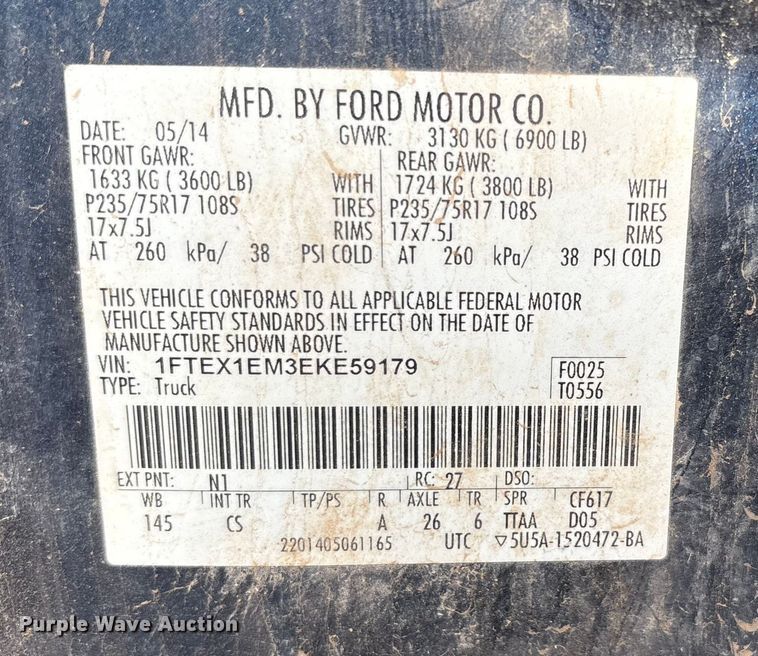 MFD. BY FORD MOTOR CO.
DATE: 05/14 GVWR: 3130 KG ( 6900 LB)
FRONT GAWR: REAR GAWR:
1633 KG ( 3600 LB) WITH 1724 KG ( 3800 LB) WITH
P235/75R17 108S TIRES P235/75R17 108S TIRES
17x7.5J RIMS 17x7.5J RIMS
AT 260 kPa/ 38 PSI COLD AT 260 kPa/ 38 PSI COLD
THIS VEHICLE CONFORMS TO ALL APPLICABLE FEDERAL MOTOR
VEHICLE SAFETY STANDARDS IN EFFECT ON THE DATE OF
MANUFACTURE SHOWN ABOVE.
VIN: 1FTEX1EM3EKE59179 F0025
TYPE: Truck T0556
EXT PNT: N1 RC: 27 DSO:
WB INT TR TP/PS R AXLE TR SPR CF617
145 CS A 26 6 TTAA D05
2201405061165 UTC ▽5U5A-1520472-BA
Purple Wave Auction